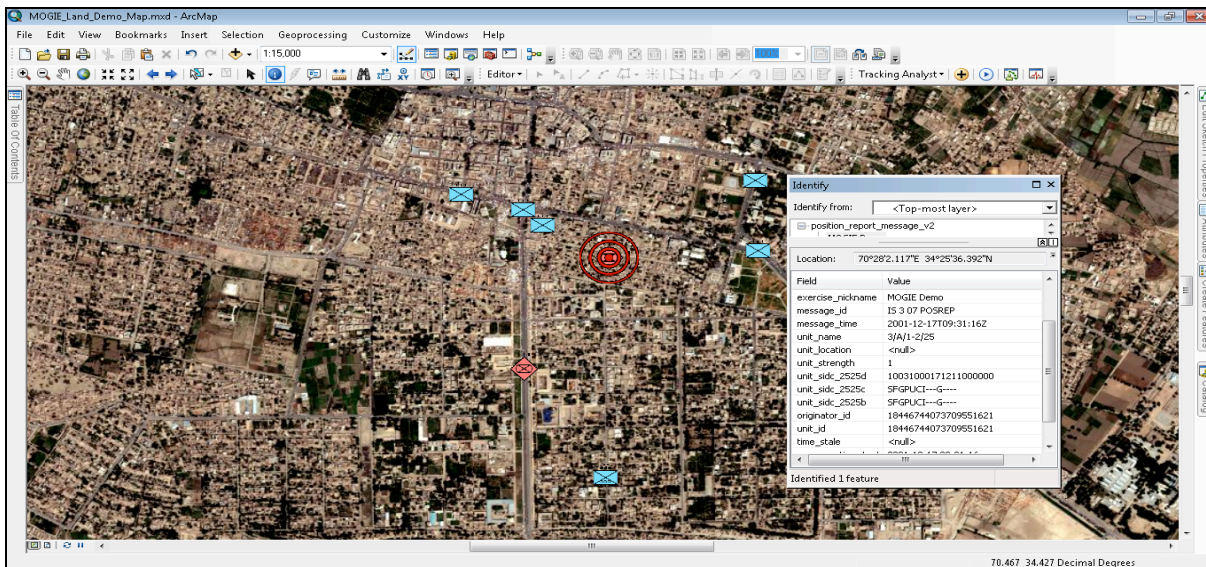 MOGIE_Land_Demo_Map.mxd - ArcMap
File Edit View Bookmarks Insert Selection Geoprocessing Customize Windows Help
1:15,000 100%
Editor Tracking Analyst
Table Of Contents
Identify
Identify from: <Top-most layer>
position_report_message_v2
Location: 70°28'2.117"E 34°25'36.392"N
Field Value
exercise_nickname MOGIE Demo
message_id IS 3 07 POSREP
message_time 2001-12-17T09:31:16Z
unit_name 3/A/1-2/25
unit_location <null>
unit_strength 1
unit_sidc_2525d 10031000171211000000
unit_sidc_2525c SFGPUCI---G----
unit_sidc_2525b SFGPUCI---G----
originator_id 18446744073709551621
unit_id 18446744073709551621
time_stale <null>
Identified 1 feature
Catalog
70.467 34.427 Decimal Degrees